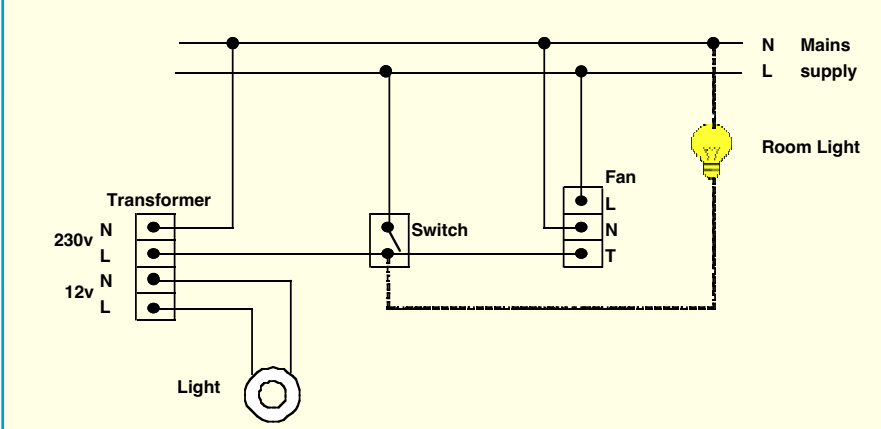 N Mains
L supply
Room Light
Fan
L
N
T
Transformer
230v N
L
12v N
L
Switch
Light